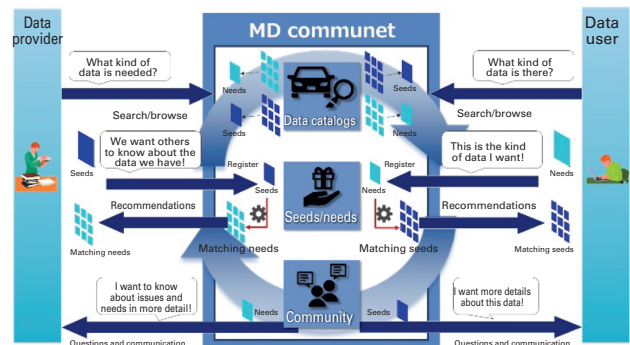 Data
provider
MD communet
Data
user
What kind of
data is needed?
What kind of
data is there?
Needs
Seeds
Data catalogs
Seeds
Needs
Search/browse
Search/browse
We want others
to know about the
data we have!
This is the kind
of data I want!
Seeds
Register
Seeds
Register
Needs
Needs
Recommendations
Seeds/needs
Recommendations
Matching needs
Matching seeds
Matching needs
Matching seeds
I want to know
about issues and
needs in more detail!
I want more details
about this data!
Needs
Seeds
Community
Questions and communication
Questions and communication